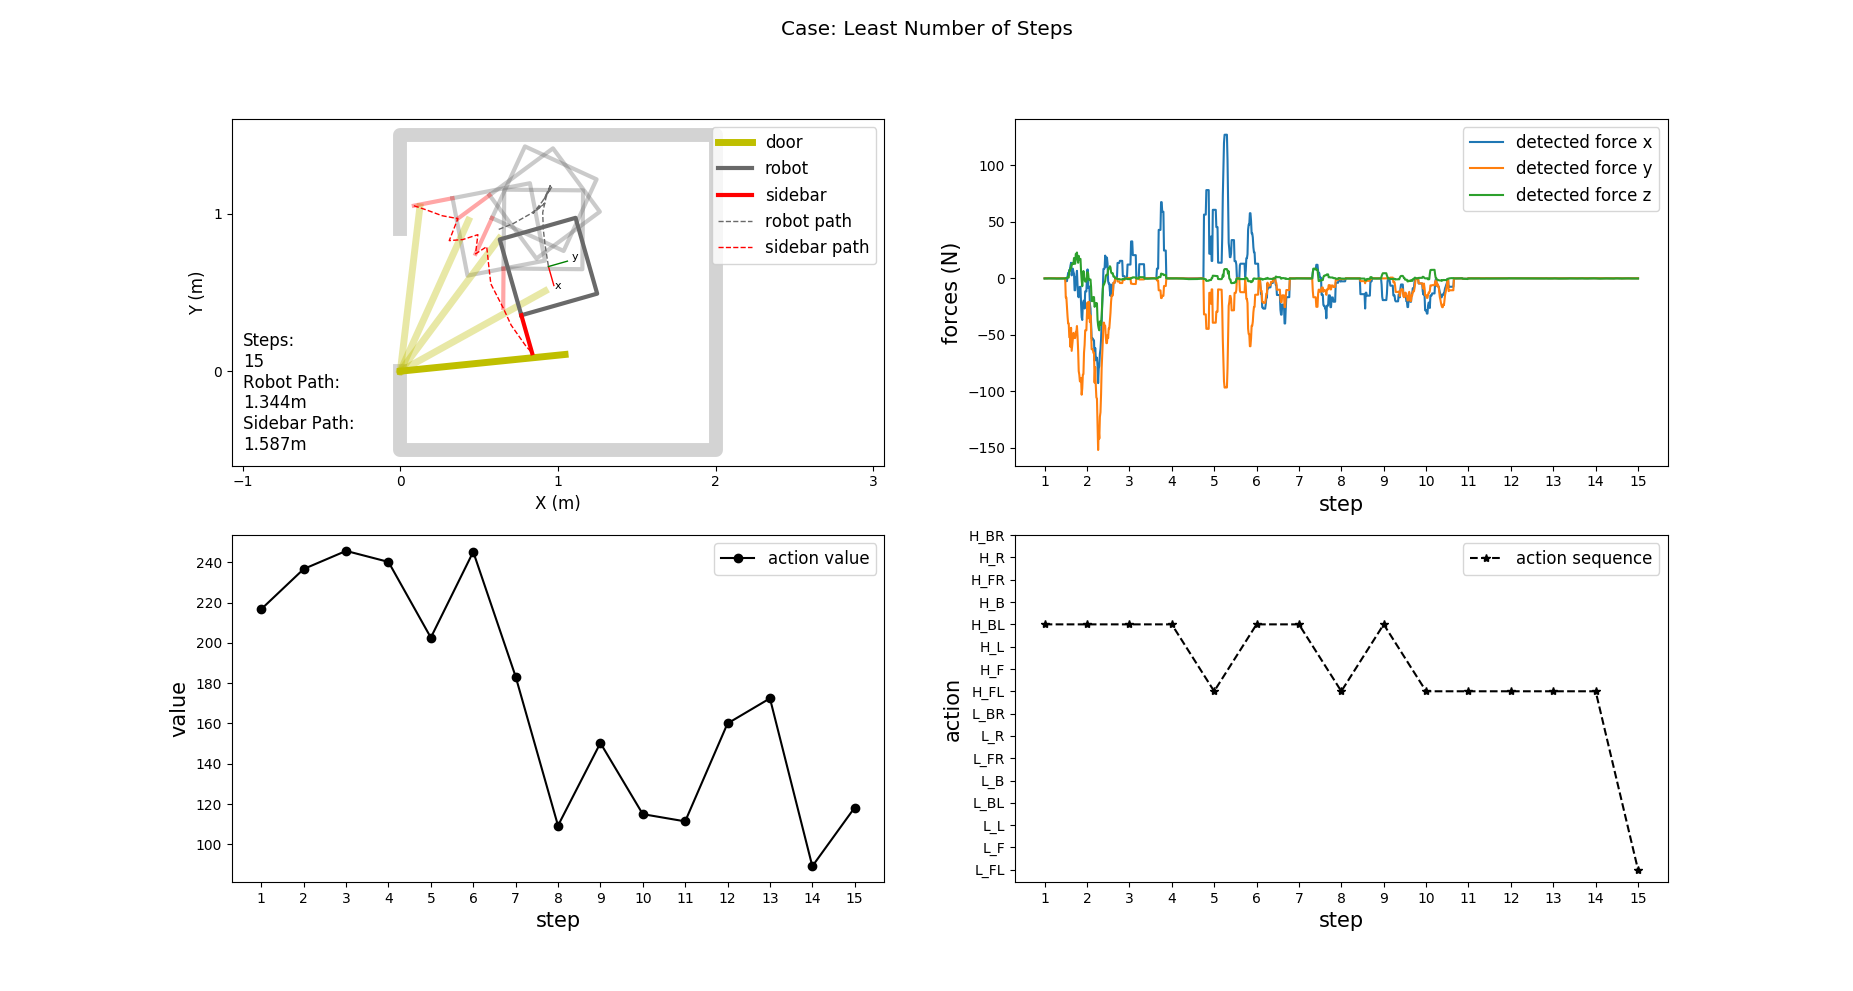 Case: Least Number of Steps
door
robot
sidebar
robot path
sidebar path
Y (m)
1
0
y
x
Steps:
15
Robot Path:
1.344m
Sidebar Path:
1.587m
−1 0 1 2 3
X (m)
detected force x
detected force y
detected force z
forces (N)
100
50
0
−50
−100
−150
1 2 3 4 5 6 7 8 9 10 11 12 13 14 15
step
action value
value
240
220
200
180
160
140
120
100
1 2 3 4 5 6 7 8 9 10 11 12 13 14 15
step
action sequence
action
H_BR
H_R
H_FR
H_B
H_BL
H_L
H_F
H_FL
L_BR
L_R
L_FR
L_B
L_BL
L_L
L_F
L_FL
1 2 3 4 5 6 7 8 9 10 11 12 13 14 15
step